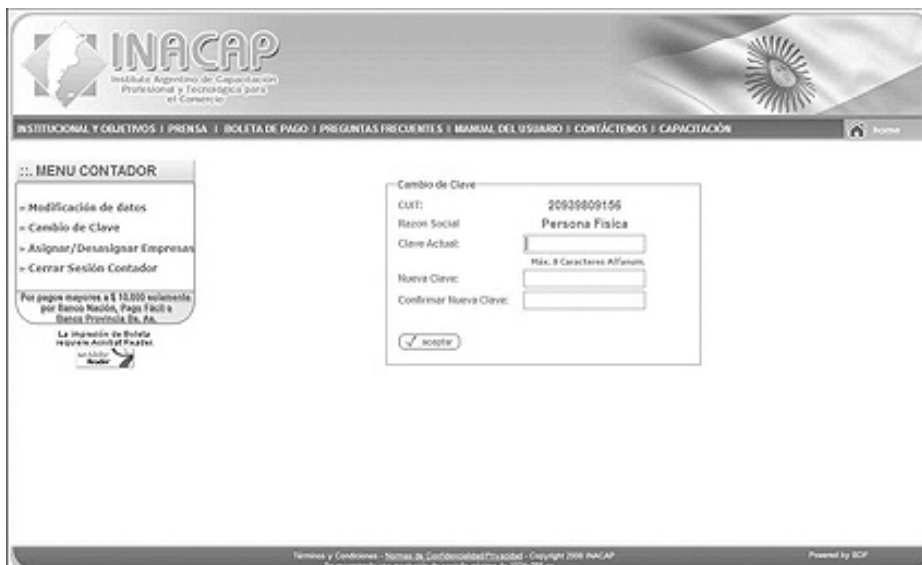 INACAP
Instituto Argentino de Capacitación
Profesional y Tecnológica para
el Comercio
INSTITUCIONAL Y OBJETIVOS | PRENSA | BOLETA DE PAGO | PREGUNTAS FRECUENTES | MANUAL DEL USUARIO | CONTÁCTENOS | CAPACITACIÓN
home
::. MENU CONTADOR
» Modificación de datos
» Cambio de Clave
» Asignar/Desasignar Empresas
» Cerrar Sesión Contador
Por pagos mayores a $ 10.000 solamente
por Banco Nación, Pago Fácil o
Banco Provincia Bs. As.
La impresión de Boleta
requiere Acrobat Reader.
Reader
Cambio de Clave
CUIT: 20939809156
Razon Social Persona Fisica
Clave Actual:
Máx. 8 Caracteres Alfanum.
Nueva Clave:
Confirmar Nueva Clave:
aceptar
Términos y Condiciones - Normas de Confidencialidad/Privacidad - Copyright 2006 INACAP
Powered by BDF